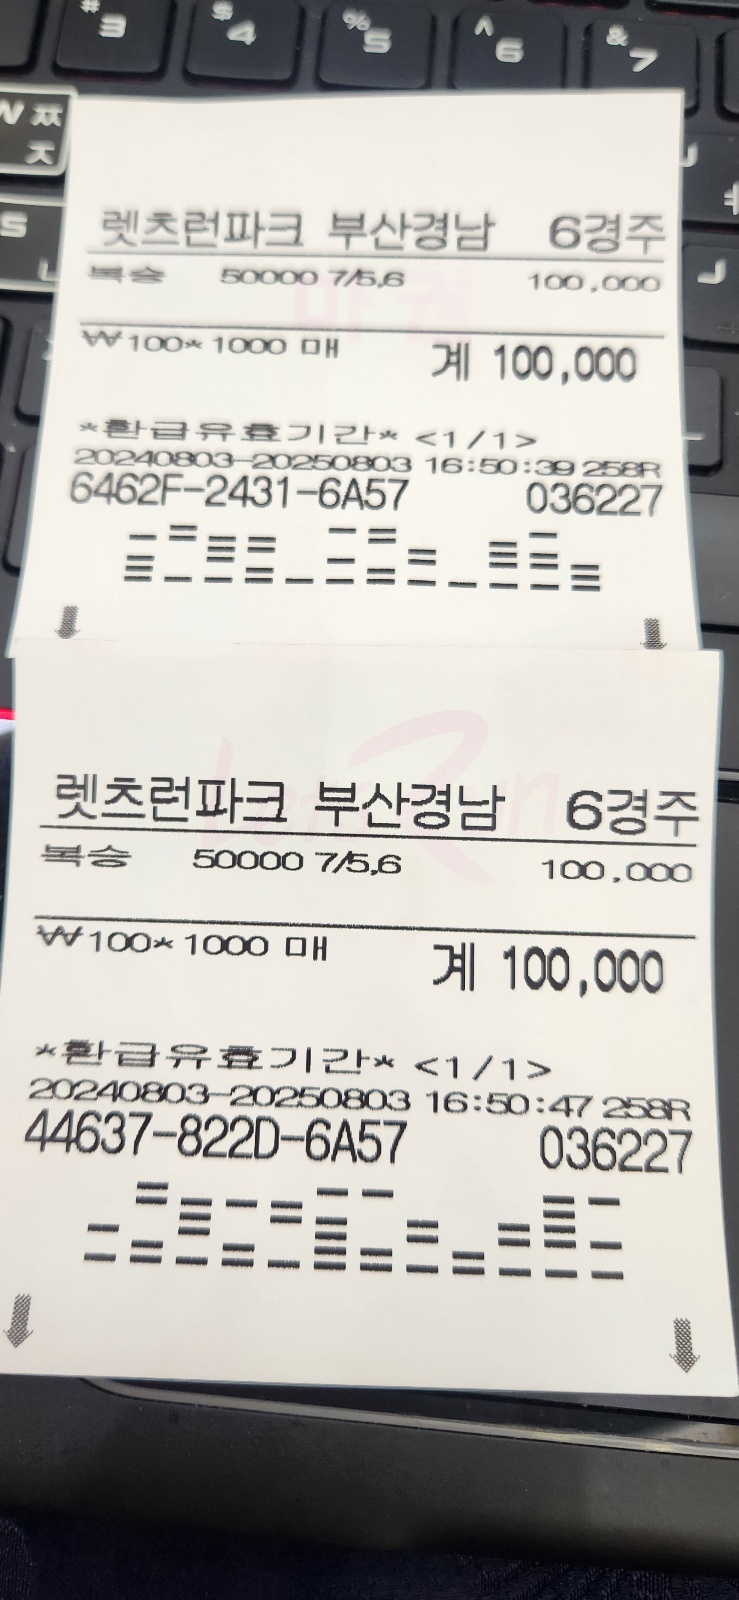 # 3 $ 4 % 5 ^ 6 & 7
W ㅉ ㅈ
S ㄴ
렛츠런파크 부산경남 6경주
복승 50000 7/5,6 100,000
마권
₩100* 1000 매 계 100,000
*환급유효기간* <1/1>
20240803-20250803 16:50:39 258R
6462F-2431-6A57 036227
렛츠런파크 부산경남 6경주
복승 50000 7/5,6 100,000
₩100* 1000 매 계 100,000
*환급유효기간* <1/1>
20240803-20250803 16:50:47 258R
44637-822D-6A57 036227